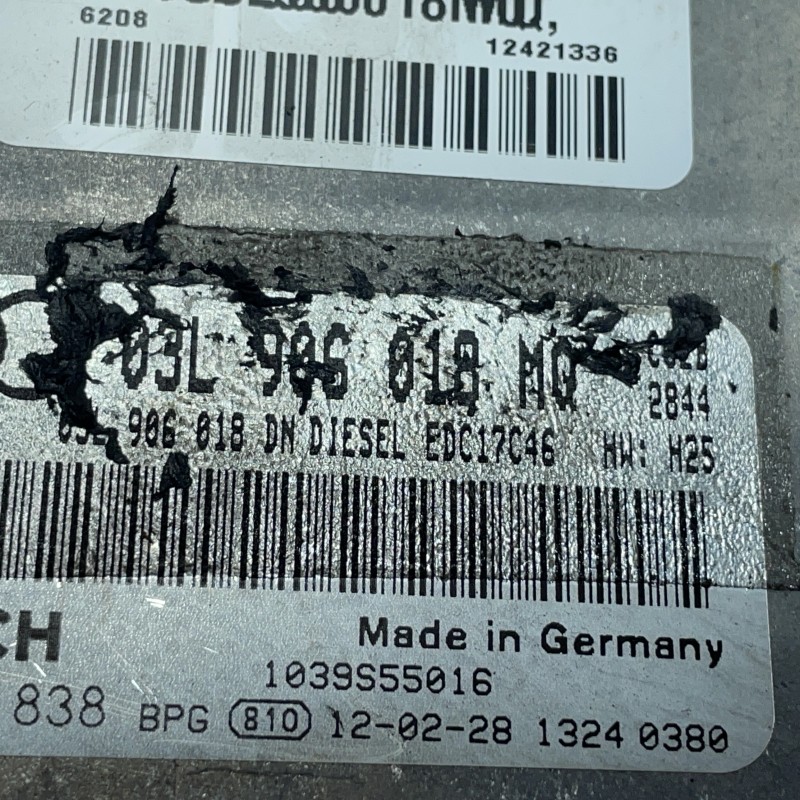 6208
12421336
03L 906 018 MQ
2844
03L 906 018 DN DIESEL EDC17C46 HW: H25
CH
Made in Germany
1039S55016
838 BPG 810 12-02-28 1324 0380